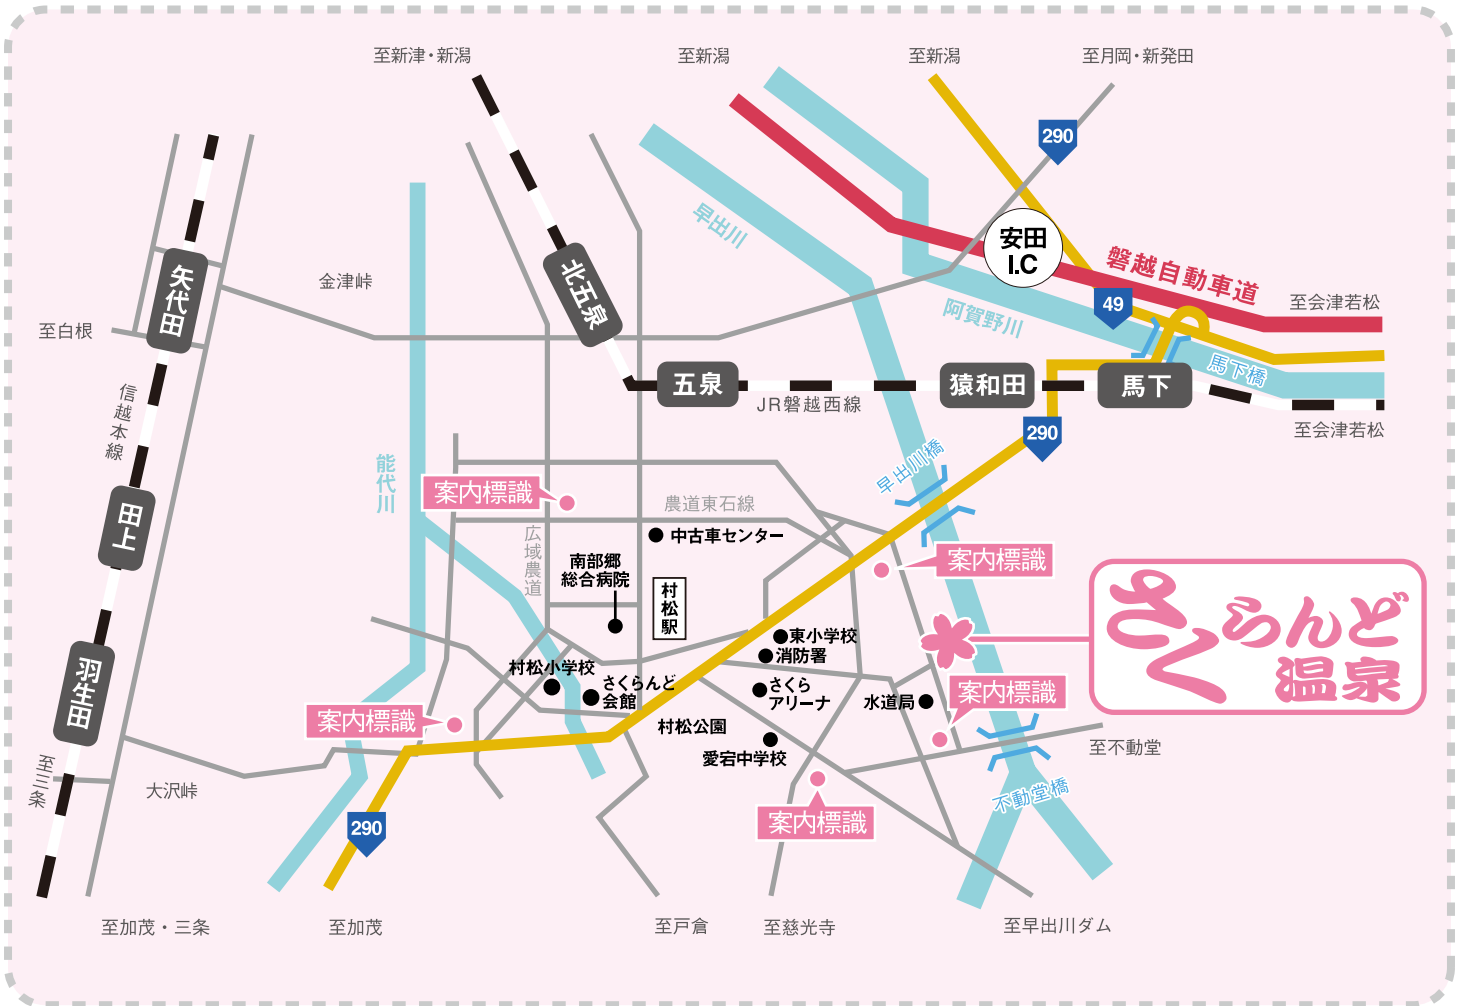 至新津・新潟
至新潟
至新潟
至月岡・新発田
290
早出川
安田
I.C
磐越自動車道
矢代田
金津峠
北五泉
49
阿賀野川
至会津若松
至白根
馬下橋
五泉
猿和田
馬下
JR磐越西線
信越本線
至会津若松
290
早出川橋
能代川
案内標識
農道東石線
田上
広域農道
中古車センター
南部郷
総合病院
案内標識
村松駅
さくらんど
温泉
東小学校
消防署
羽生田
村松小学校
さくらんど
会館
さくら
アリーナ
水道局
案内標識
案内標識
村松公園
愛宕中学校
至不動堂
至三条
大沢峠
不動堂橋
案内標識
290
至加茂・三条
至加茂
至戸倉
至慈光寺
至早出川ダム